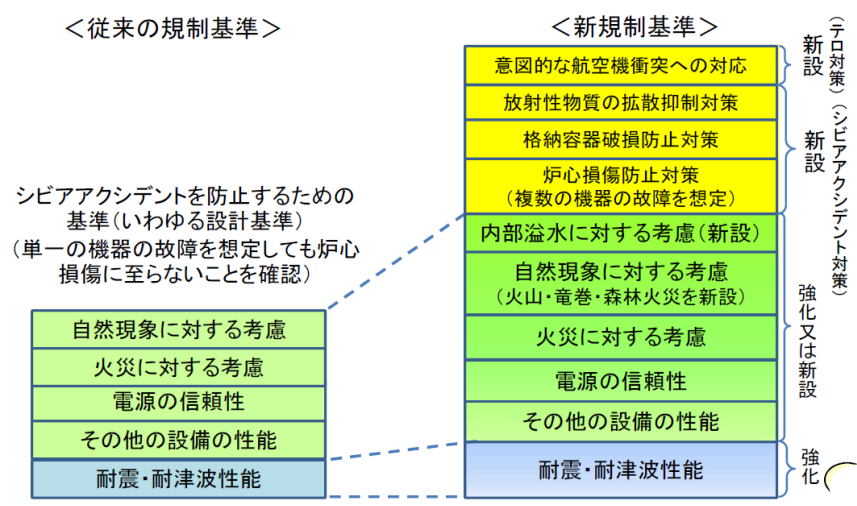 ＜従来の規制基準＞
シビアアクシデントを防止するための
基準（いわゆる設計基準）
（単一の機器の故障を想定しても炉心
損傷に至らないことを確認）
自然現象に対する考慮
火災に対する考慮
電源の信頼性
その他の設備の性能
耐震・耐津波性能
＜新規制基準＞
意図的な航空機衝突への対応
放射性物質の拡散抑制対策
格納容器破損防止対策
炉心損傷防止対策
（複数の機器の故障を想定）
内部溢水に対する考慮（新設）
自然現象に対する考慮
（火山・竜巻・森林火災を新設）
火災に対する考慮
電源の信頼性
その他の設備の性能
耐震・耐津波性能
新設
（テロ対策）
新設
（シビアアクシデント対策）
強化又は新設
強化